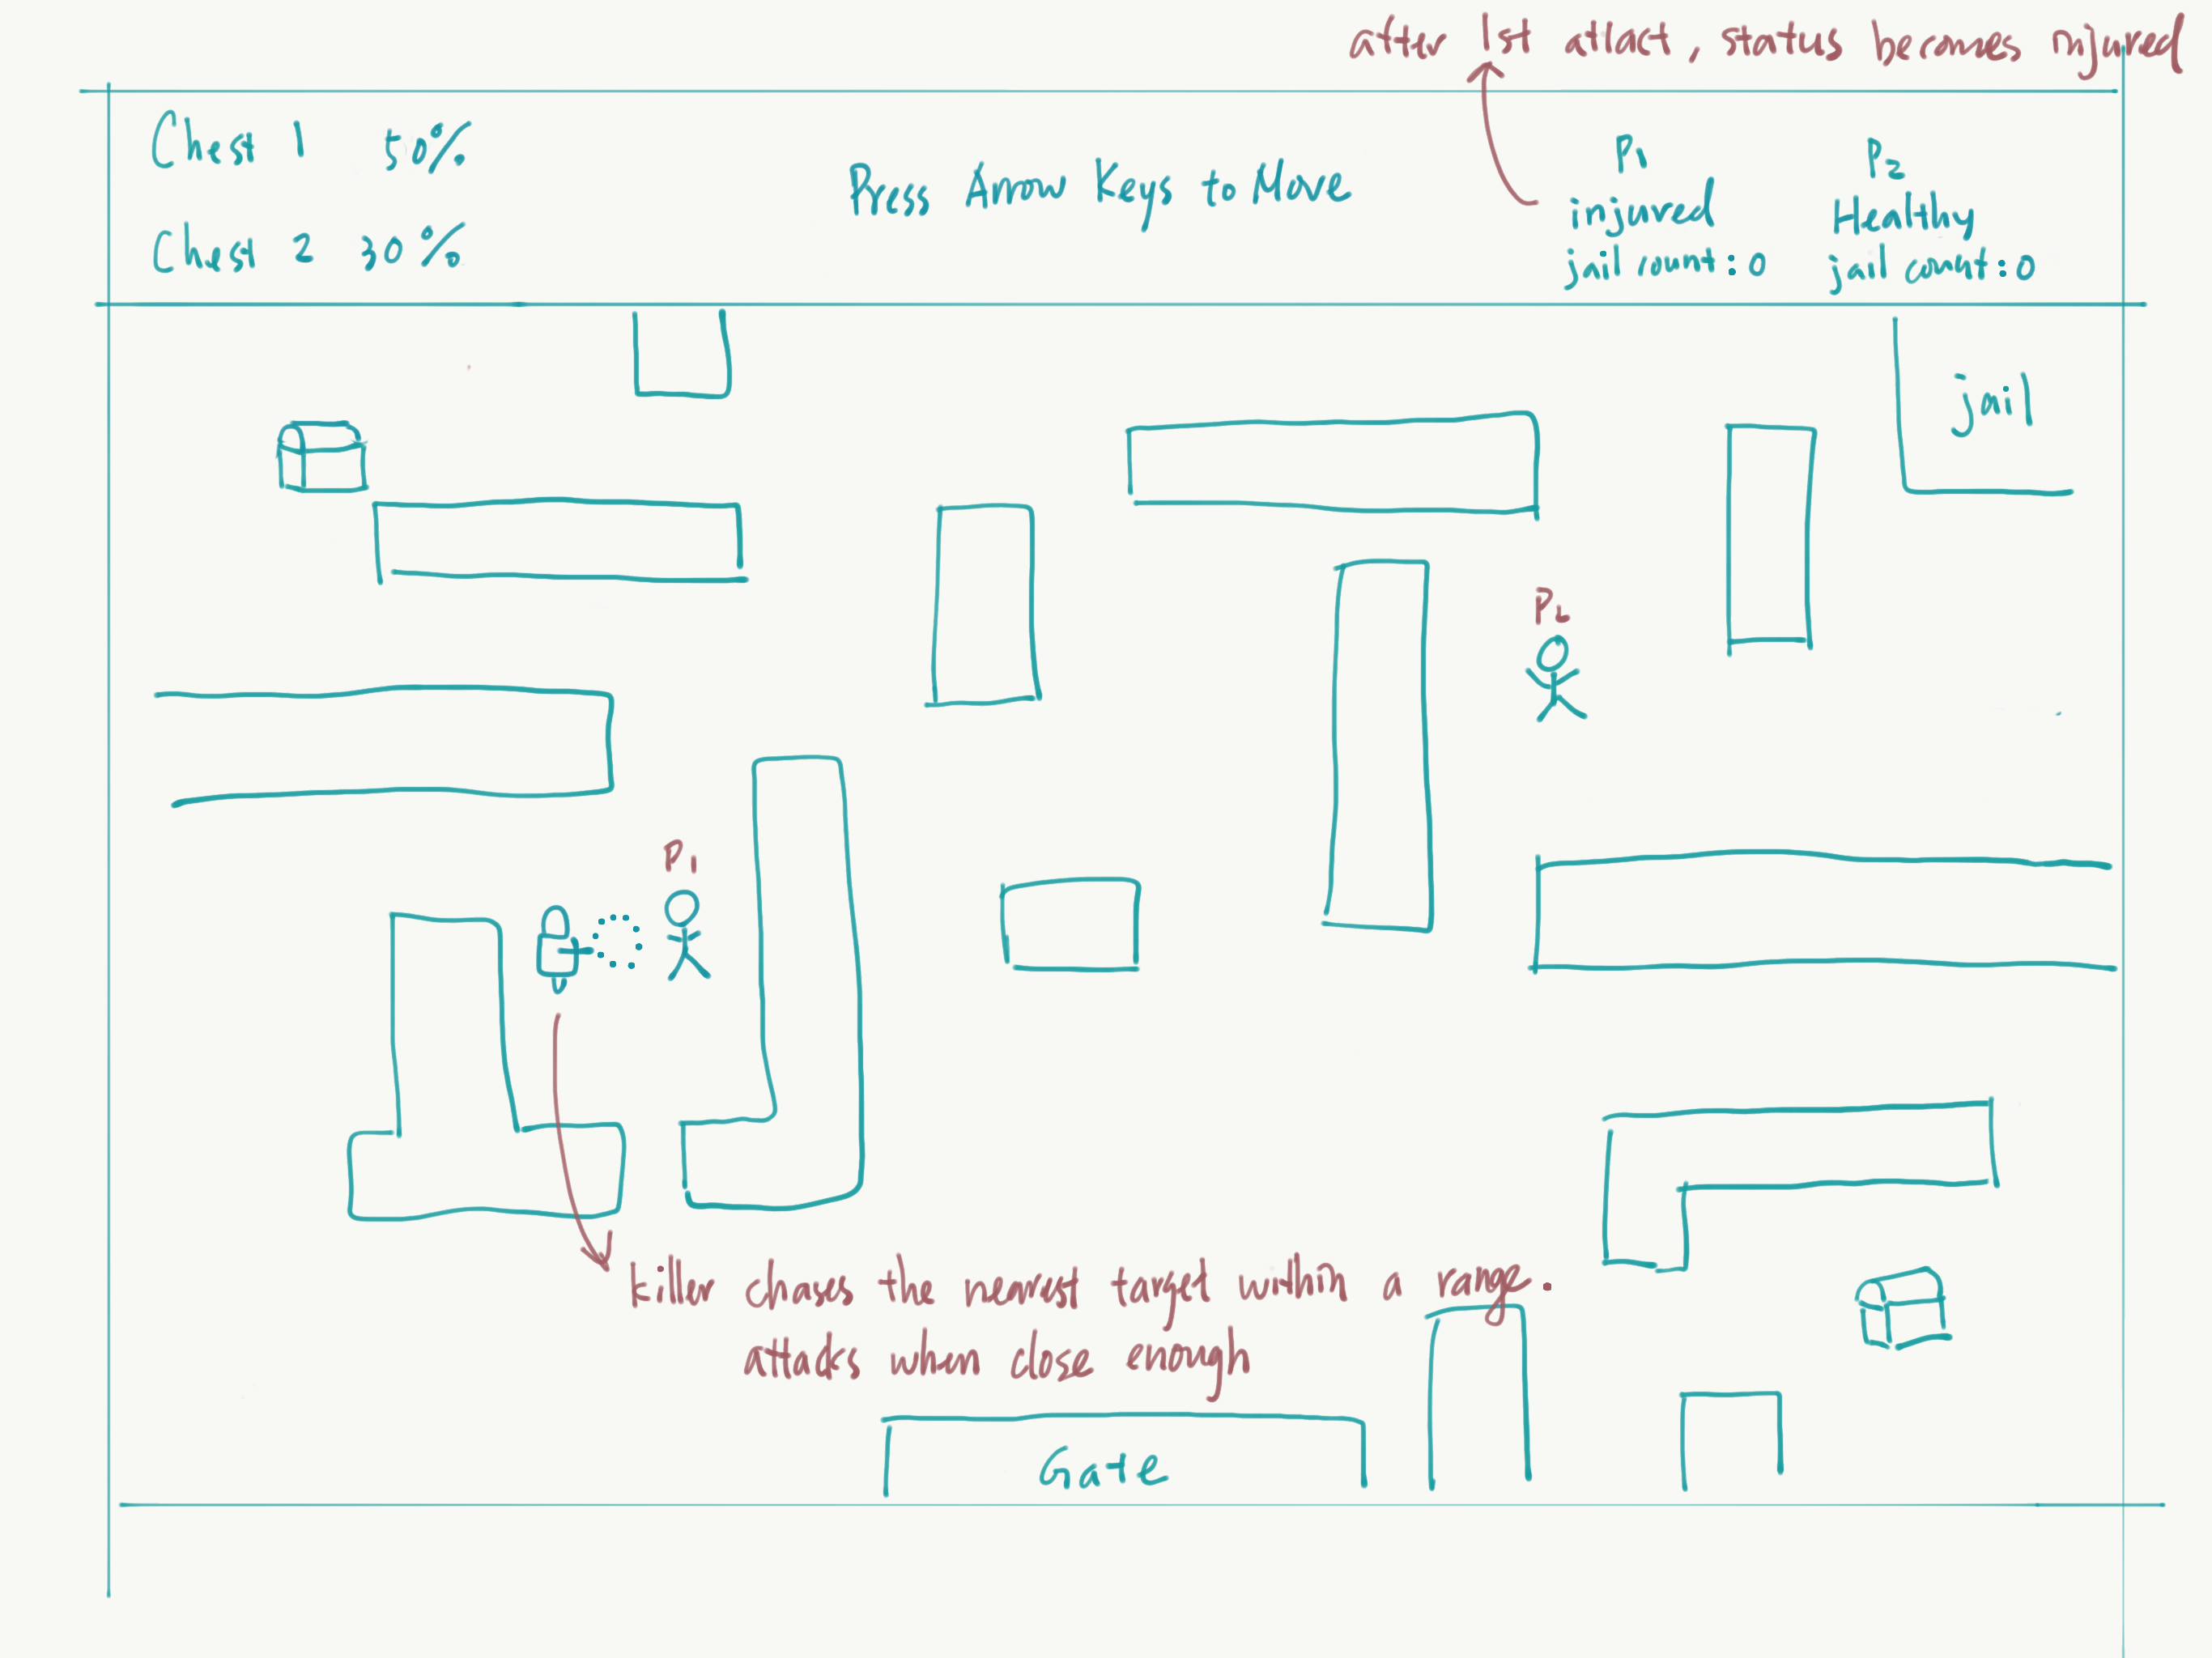 after 1st attact, status becomes injured
Chest 1 50%
Chest 2 30%
Press Arrow Keys to Move
P1
injured
jail count: 0
P2
Healthy
jail count: 0
jail
P2
P1
killer chases the nearest target within a range.
attacks when close enough
Gate